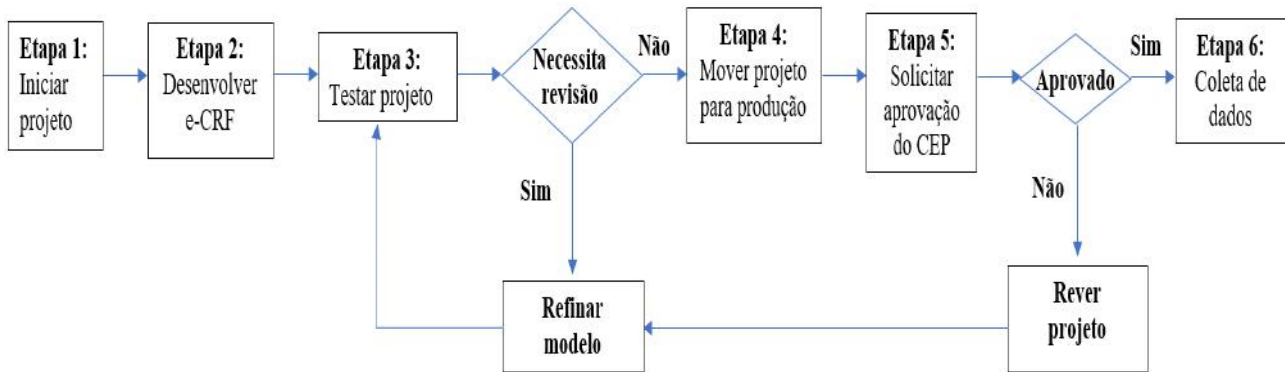 Etapa 1:
Iniciar
projeto
Etapa 2:
Desenvolver
e-CRF
Etapa 3:
Testar projeto
Necessita
revisão
Não
Sim
Etapa 4:
Mover projeto
para produção
Etapa 5:
Solicitar
aprovação
do CEP
Aprovado
Sim
Não
Etapa 6:
Coleta de
dados
Refinar
modelo
Rever
projeto